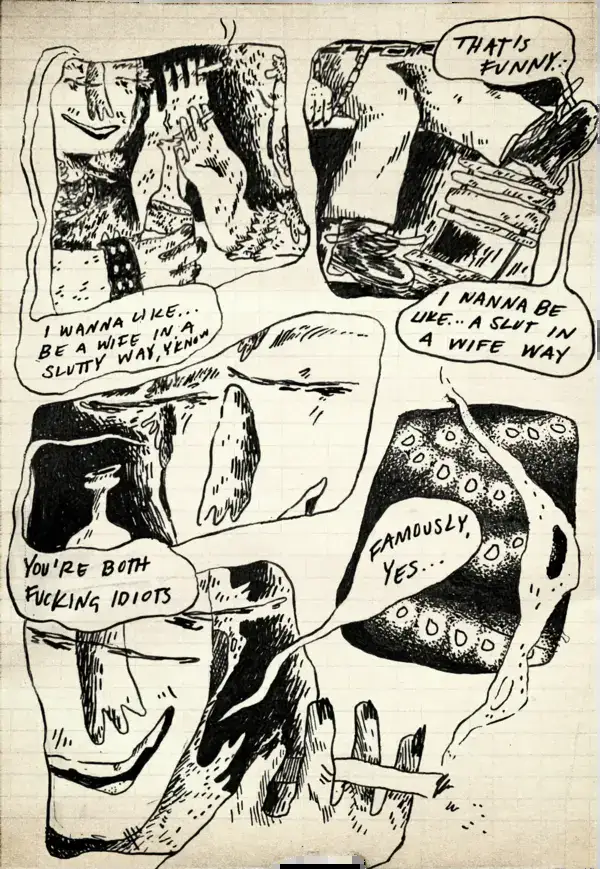 I WANNA LIKE...
BE A WIFE IN A
SLUTTY WAY, Y'KNOW
THAT'S
FUNNY..
I NANNA BE
LIKE... A SLUT IN
A WIFE WAY
YOU'RE BOTH
FUCKING IDIOTS
FAMOUSLY,
YES...